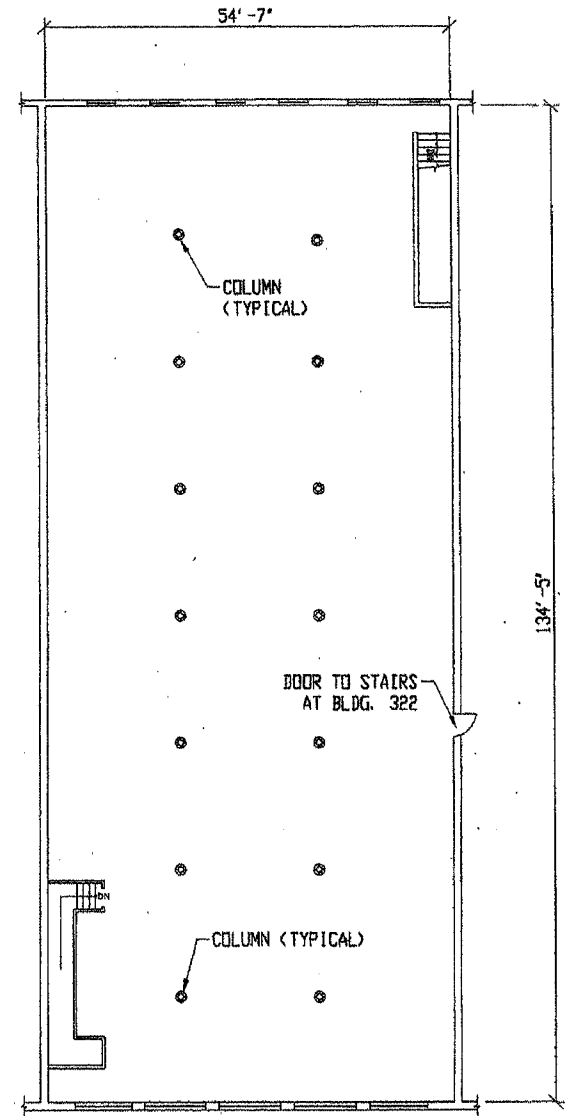 54'-7"
COLUMN
(TYPICAL)
134'-5"
DOOR TO STAIRS
AT BLDG. 322
DN
COLUMN (TYPICAL)